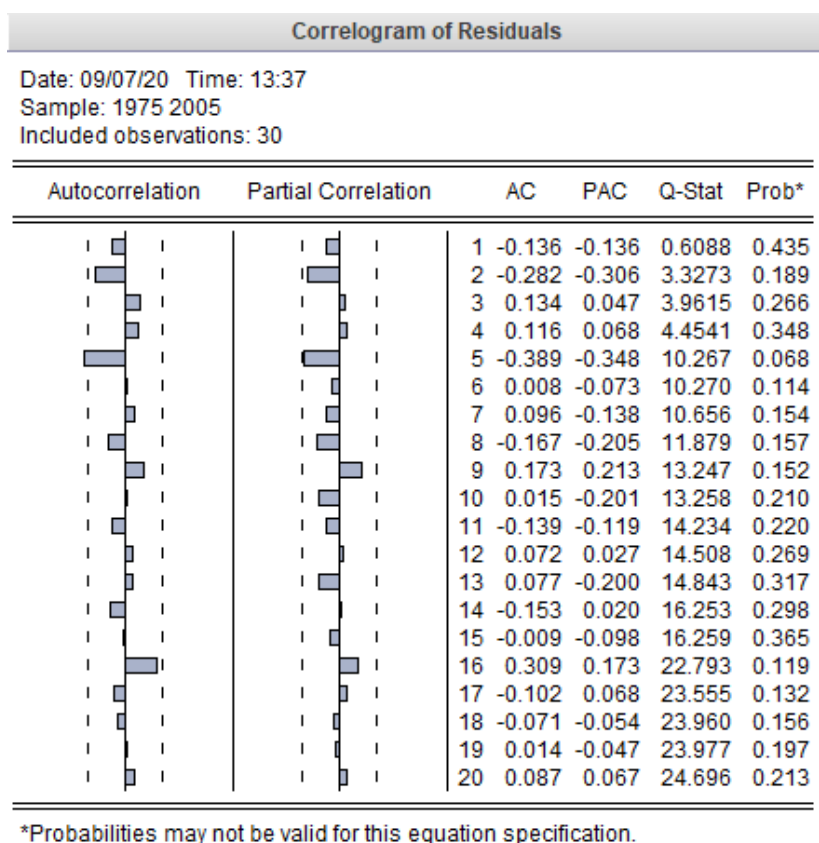 Correlogram of Residuals
Date: 09/07/20 Time: 13:37
Sample: 1975 2005
Included observations: 30
Autocorrelation Partial Correlation AC PAC Q-Stat Prob*
1 -0.136 -0.136 0.6088 0.435
2 -0.282 -0.306 3.3273 0.189
3 0.134 0.047 3.9615 0.266
4 0.116 0.068 4.4541 0.348
5 -0.389 -0.348 10.267 0.068
6 0.008 -0.073 10.270 0.114
7 0.096 -0.138 10.656 0.154
8 -0.167 -0.205 11.879 0.157
9 0.173 0.213 13.247 0.152
10 0.015 -0.201 13.258 0.210
11 -0.139 -0.119 14.234 0.220
12 0.072 0.027 14.508 0.269
13 0.077 -0.200 14.843 0.317
14 -0.153 0.020 16.253 0.298
15 -0.009 -0.098 16.259 0.365
16 0.309 0.173 22.793 0.119
17 -0.102 0.068 23.555 0.132
18 -0.071 -0.054 23.960 0.156
19 0.014 -0.047 23.977 0.197
20 0.087 0.067 24.696 0.213
*Probabilities may not be valid for this equation specification.